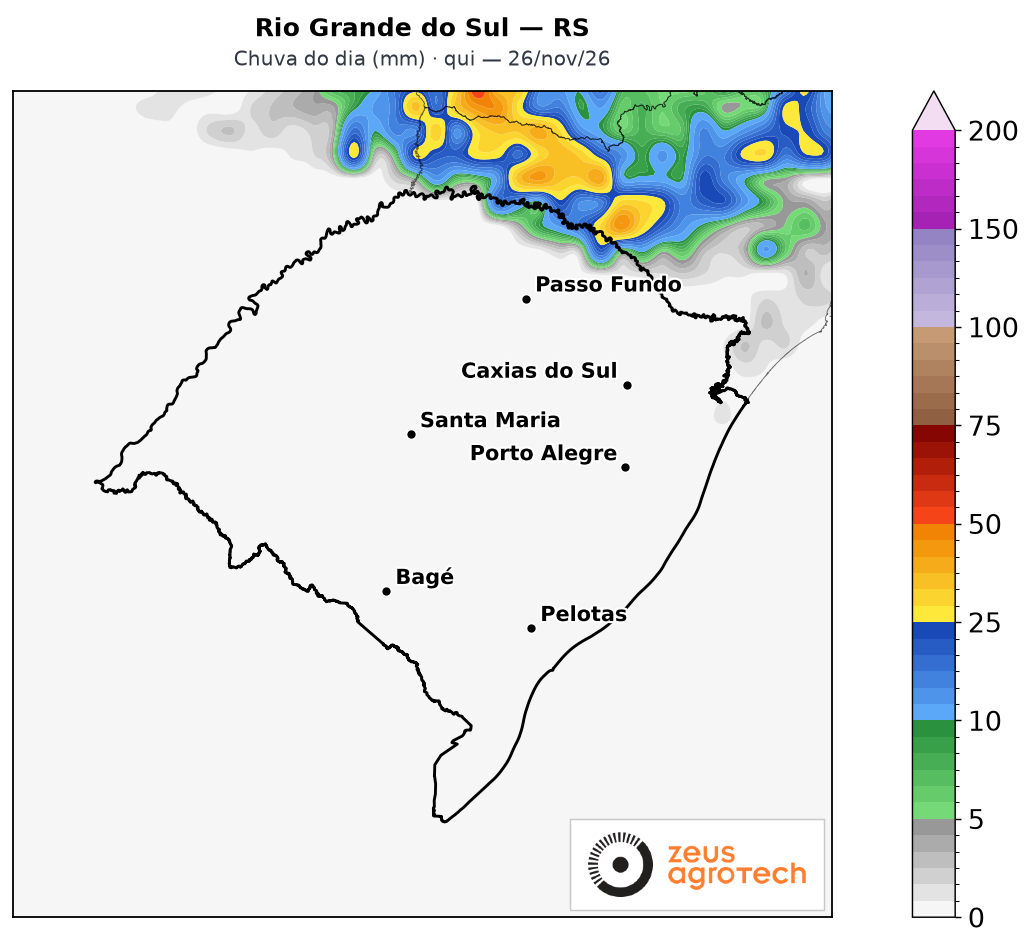 Rio Grande do Sul — RS
Chuva do dia (mm) · qui — 26/nov/26
Passo Fundo
Caxias do Sul
Santa Maria
Porto Alegre
Bagé
Pelotas
200
150
100
75
50
25
10
5
0
zeus
agrotech